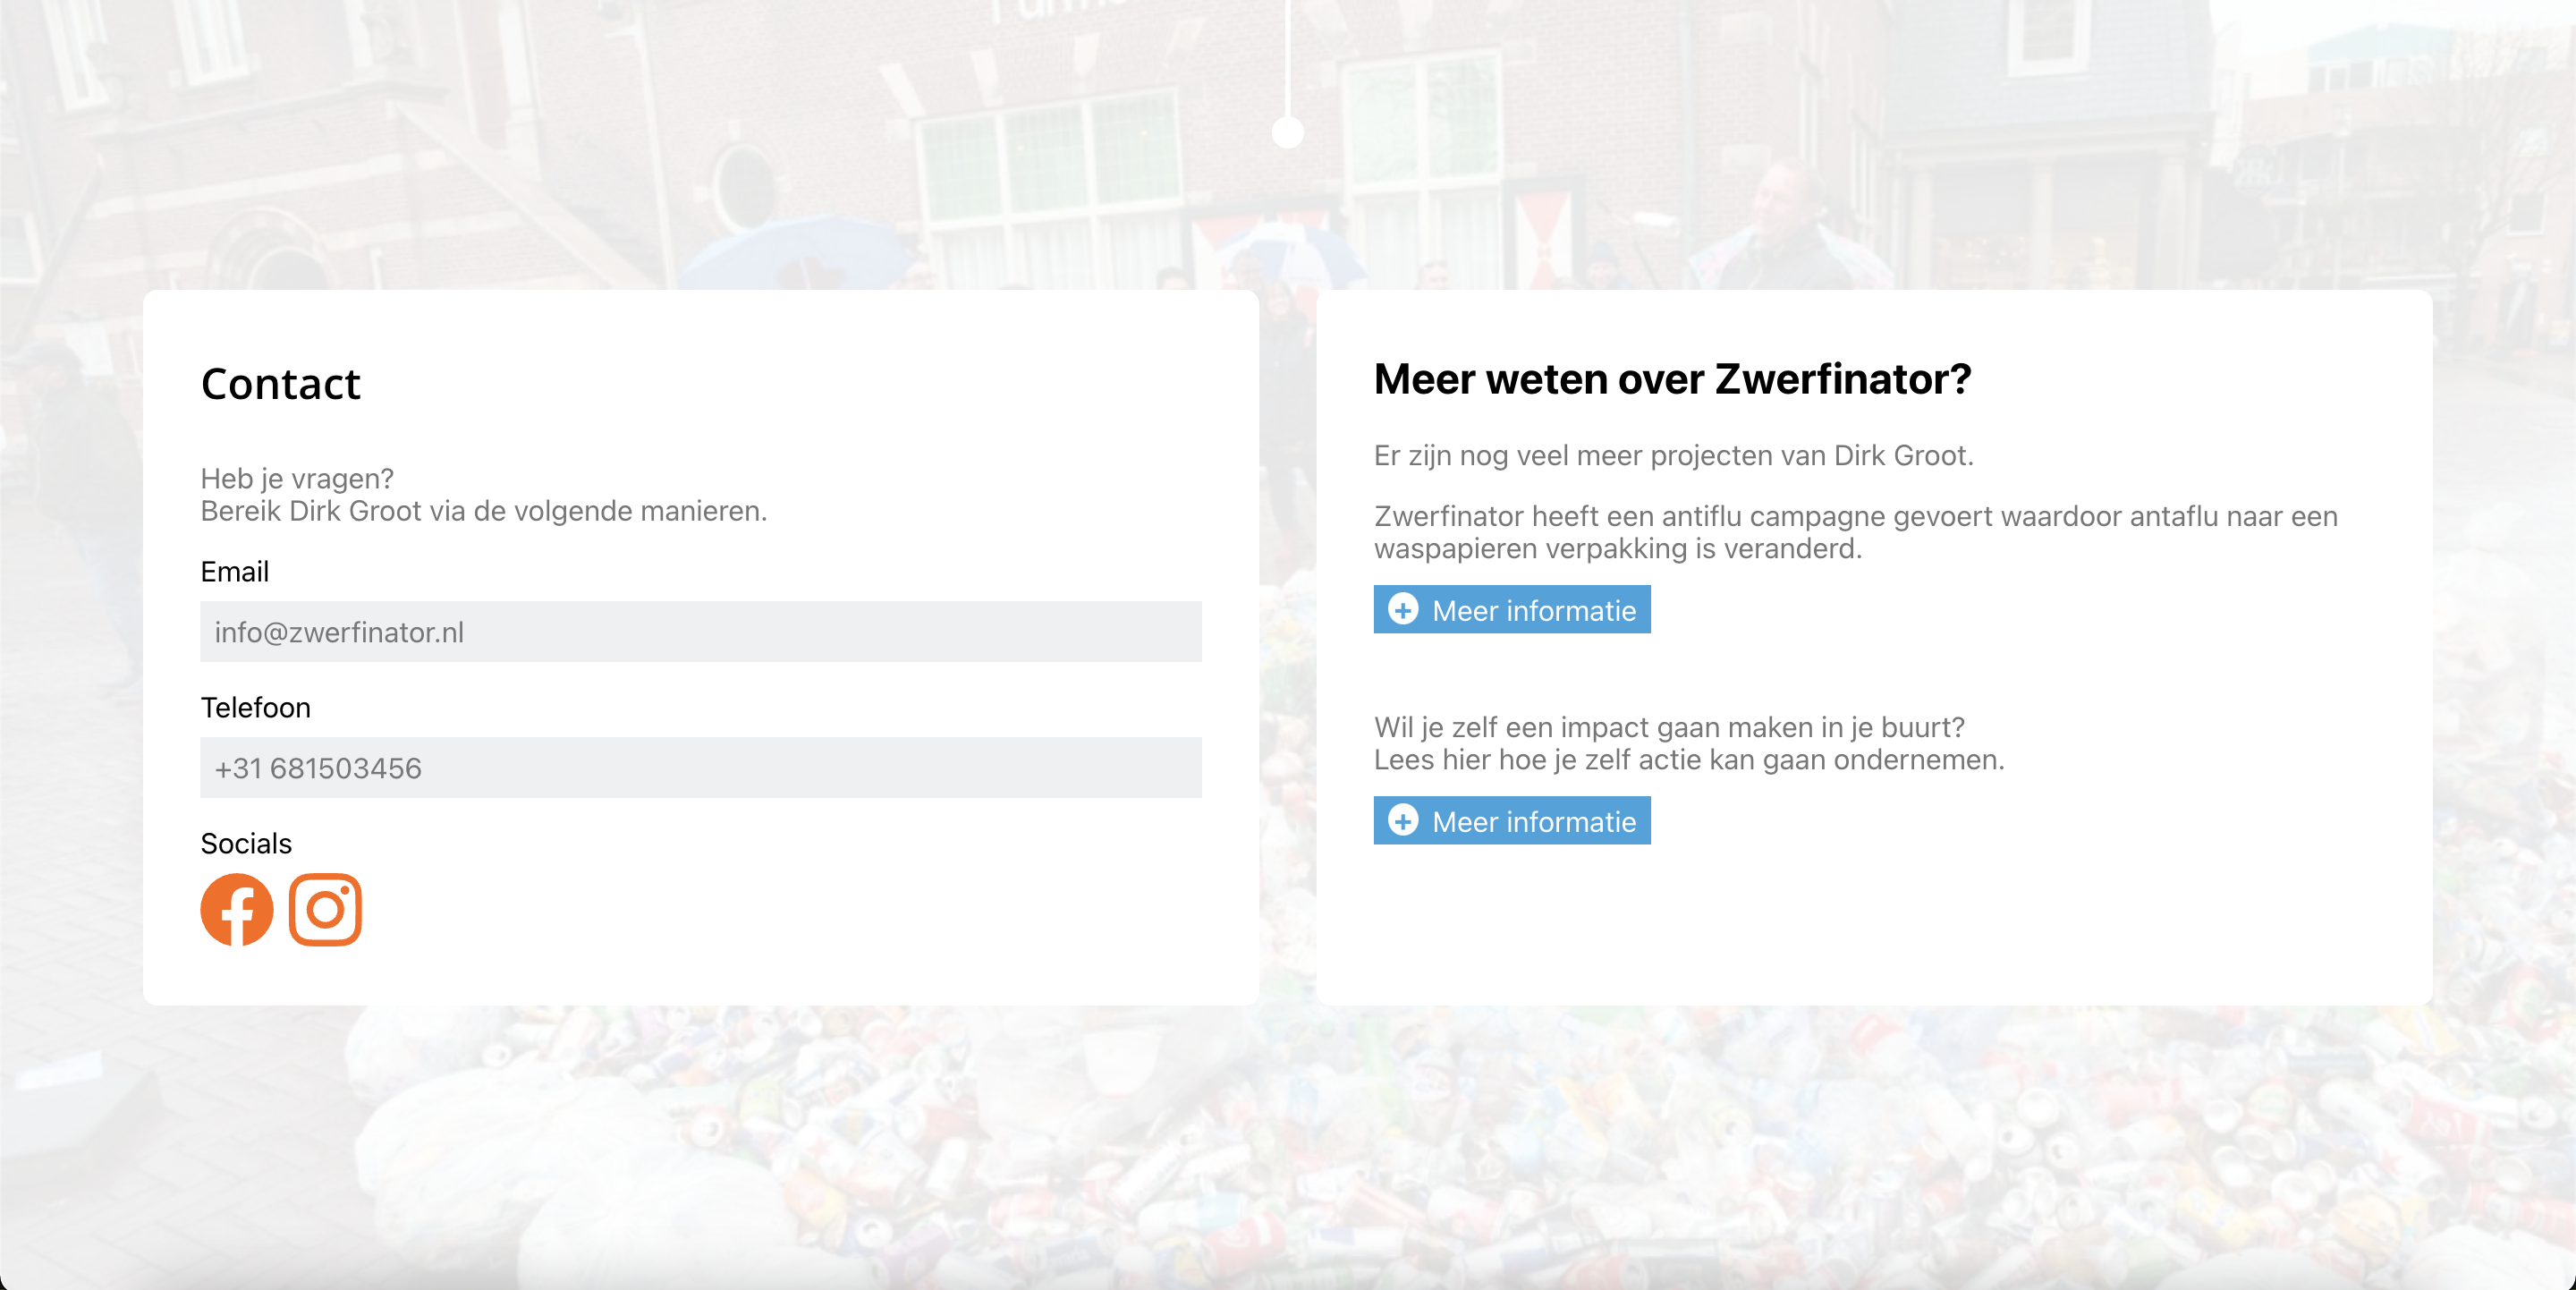 Contact
Heb je vragen?
Bereik Dirk Groot via de volgende manieren.
Email
info@zwerfinator.nl
Telefoon
+31 681503456
Socials
Meer weten over Zwerfinator?
Er zijn nog veel meer projecten van Dirk Groot.
Zwerfinator heeft een antiflu campagne gevoert waardoor antaflu naar een
waspapieren verpakking is veranderd.
Meer informatie
Wil je zelf een impact gaan maken in je buurt?
Lees hier hoe je zelf actie kan gaan ondernemen.
Meer informatie